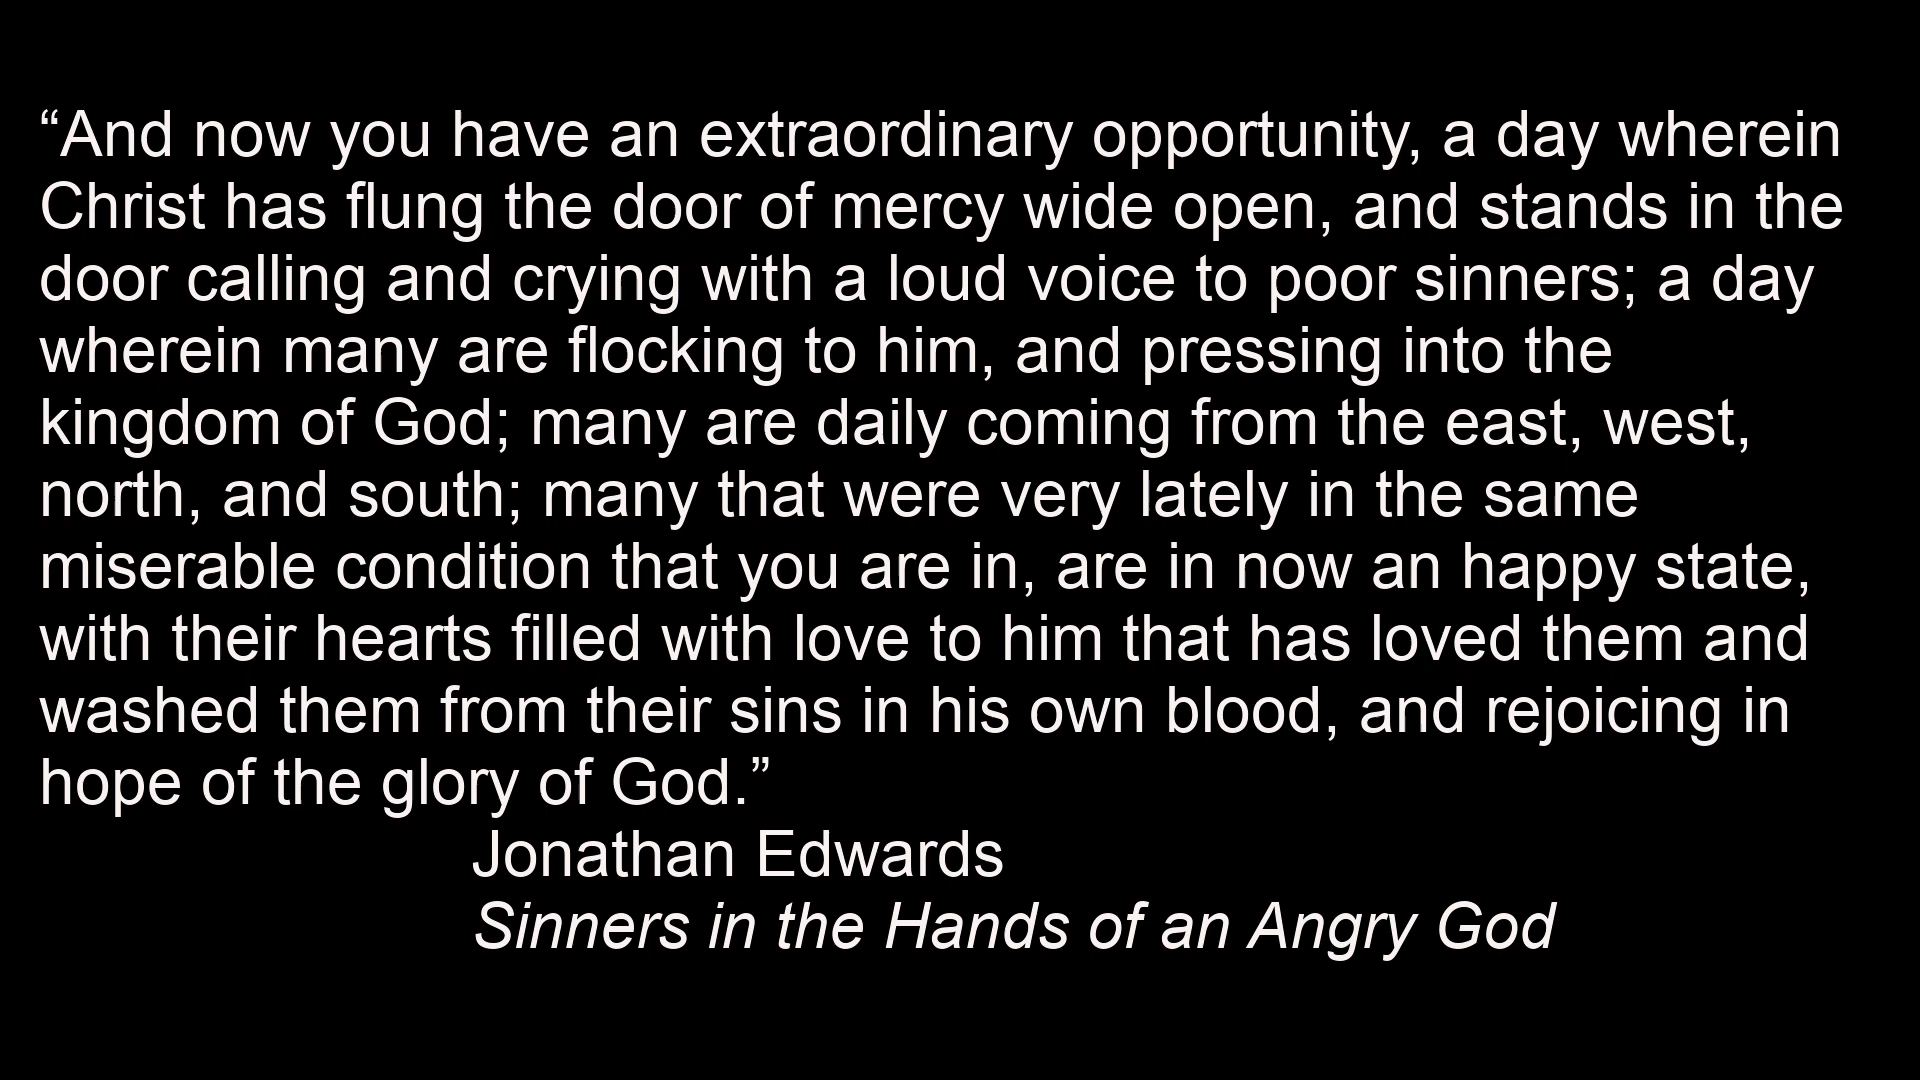 “And now you have an extraordinary opportunity, a day wherein
Christ has flung the door of mercy wide open, and stands in the
door calling and crying with a loud voice to poor sinners; a day
wherein many are flocking to him, and pressing into the
kingdom of God; many are daily coming from the east, west,
north, and south; many that were very lately in the same
miserable condition that you are in, are in now an happy state,
with their hearts filled with love to him that has loved them and
washed them from their sins in his own blood, and rejoicing in
hope of the glory of God.”
Jonathan Edwards
Sinners in the Hands of an Angry God